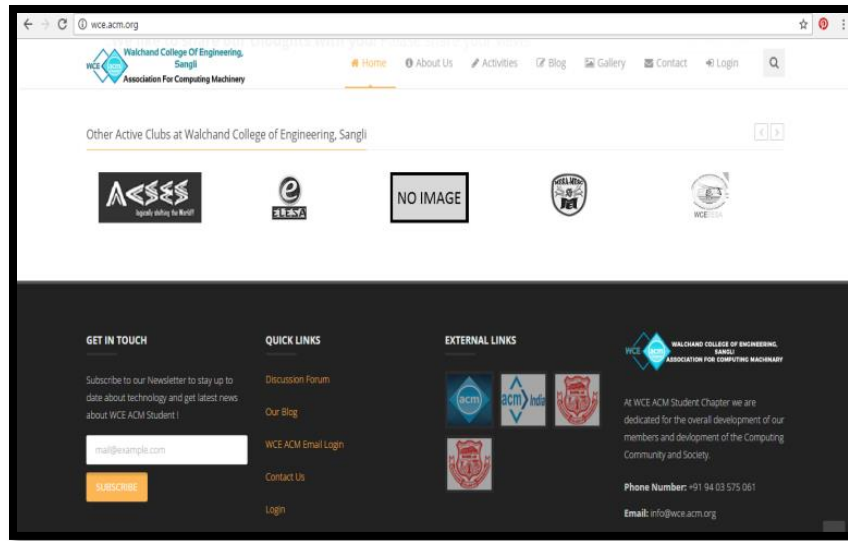 wce.acm.org
Walchand College Of Engineering,
Sangli
Association For Computing Machinery
WCE acm
Home About Us Activities Blog Gallery Contact Login
Other Active Clubs at Walchand College of Engineering, Sangli
ACSES
e
ELESA
NO IMAGE
WCE
GET IN TOUCH
Subscribe to our Newsletter to stay up to
date about technology and get latest news
about WCE ACM Student !
mail@example.com
SUBSCRIBE
QUICK LINKS
Discussion Forum
Our Blog
WCE ACM Email Login
Contact Us
Login
EXTERNAL LINKS
acm
acm India
WCE acm
WALCHAND COLLEGE OF ENGINEERING,
SANGLI
ASSOCIATION FOR COMPUTING MACHINARY
At WCE ACM Student Chapter we are
dedicated for the overall development of our
members and devlopment of the Computing
Community and Society.
Phone Number: +91 94 03 575 061
Email: info@wce.acm.org